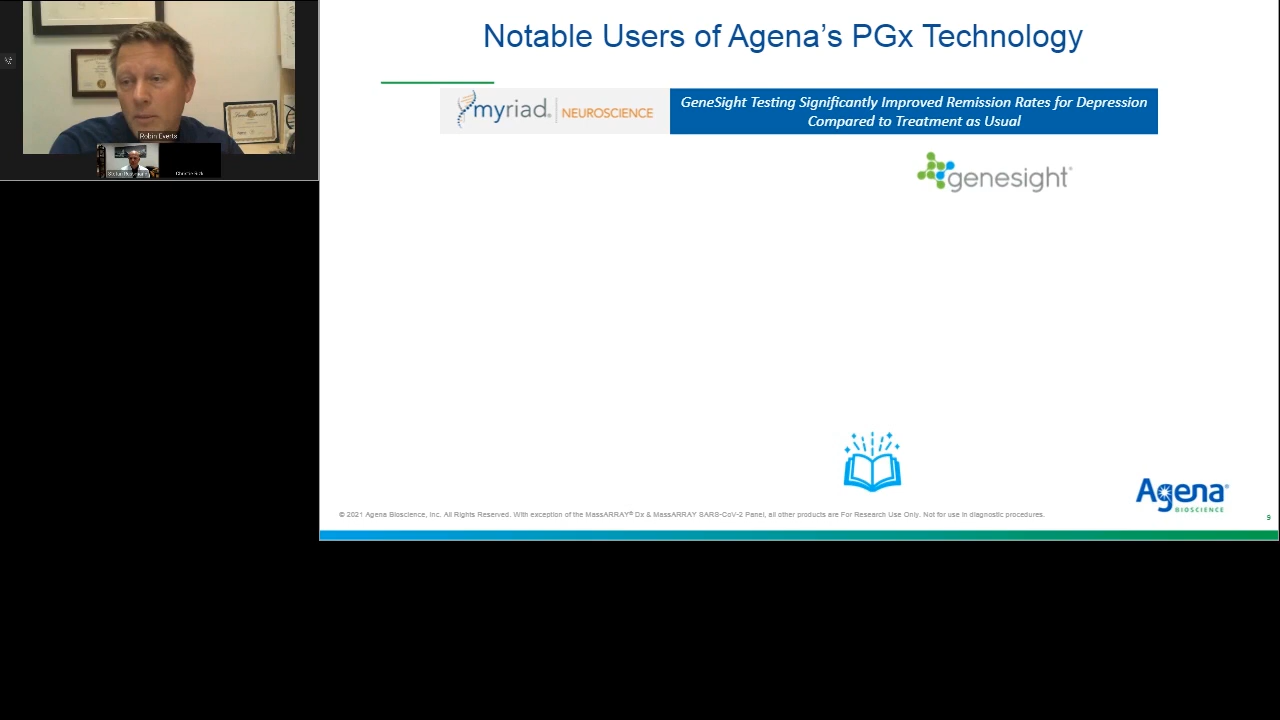 Notable Users of Agena's PGx Technology
myriad® | NEUROSCIENCE
GeneSight Testing Significantly Improved Remission Rates for Depression
Compared to Treatment as Usual
genesight®
Robin Everts
Agena®
BIOSCIENCE
© 2021 Agena Bioscience, Inc. All Rights Reserved. With exception of the MassARRAY® Dx & MassARRAY SARS-CoV-2 Panel, all other products are For Research Use Only. Not for use in diagnostic procedures.
9